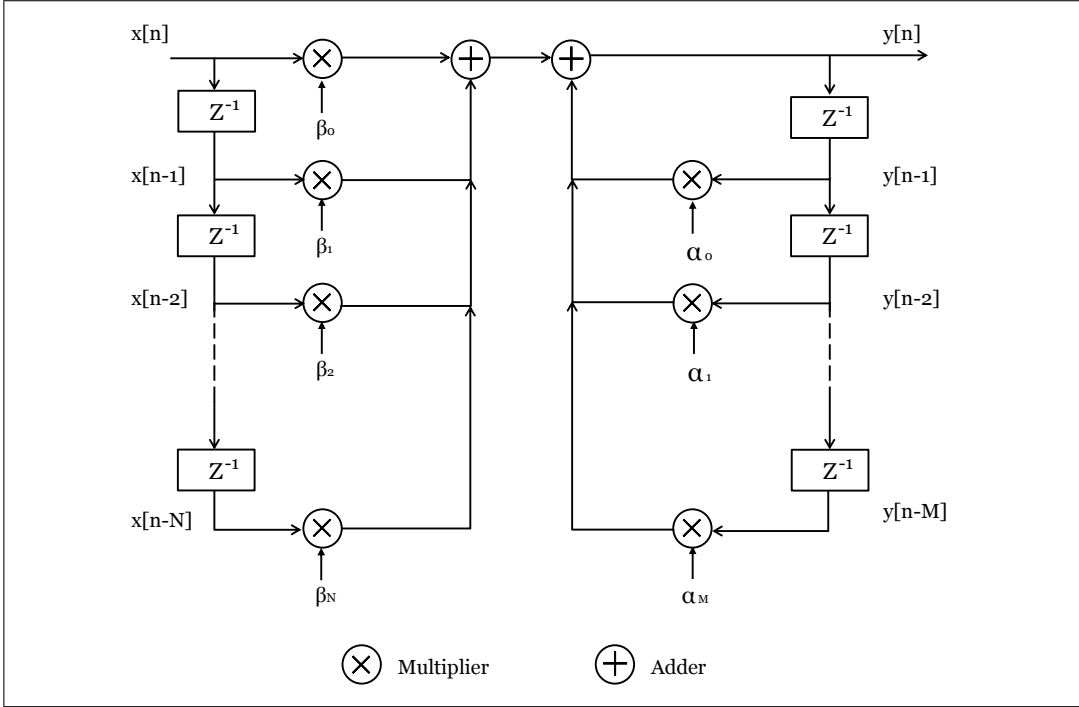 x[n] y[n]
Z⁻¹ Z⁻¹
β₀
x[n-1] y[n-1]
Z⁻¹ Z⁻¹
β₁ α₀
x[n-2] y[n-2]
β₂ α₁
Z⁻¹ Z⁻¹
x[n-N] y[n-M]
βN αM
Multiplier Adder